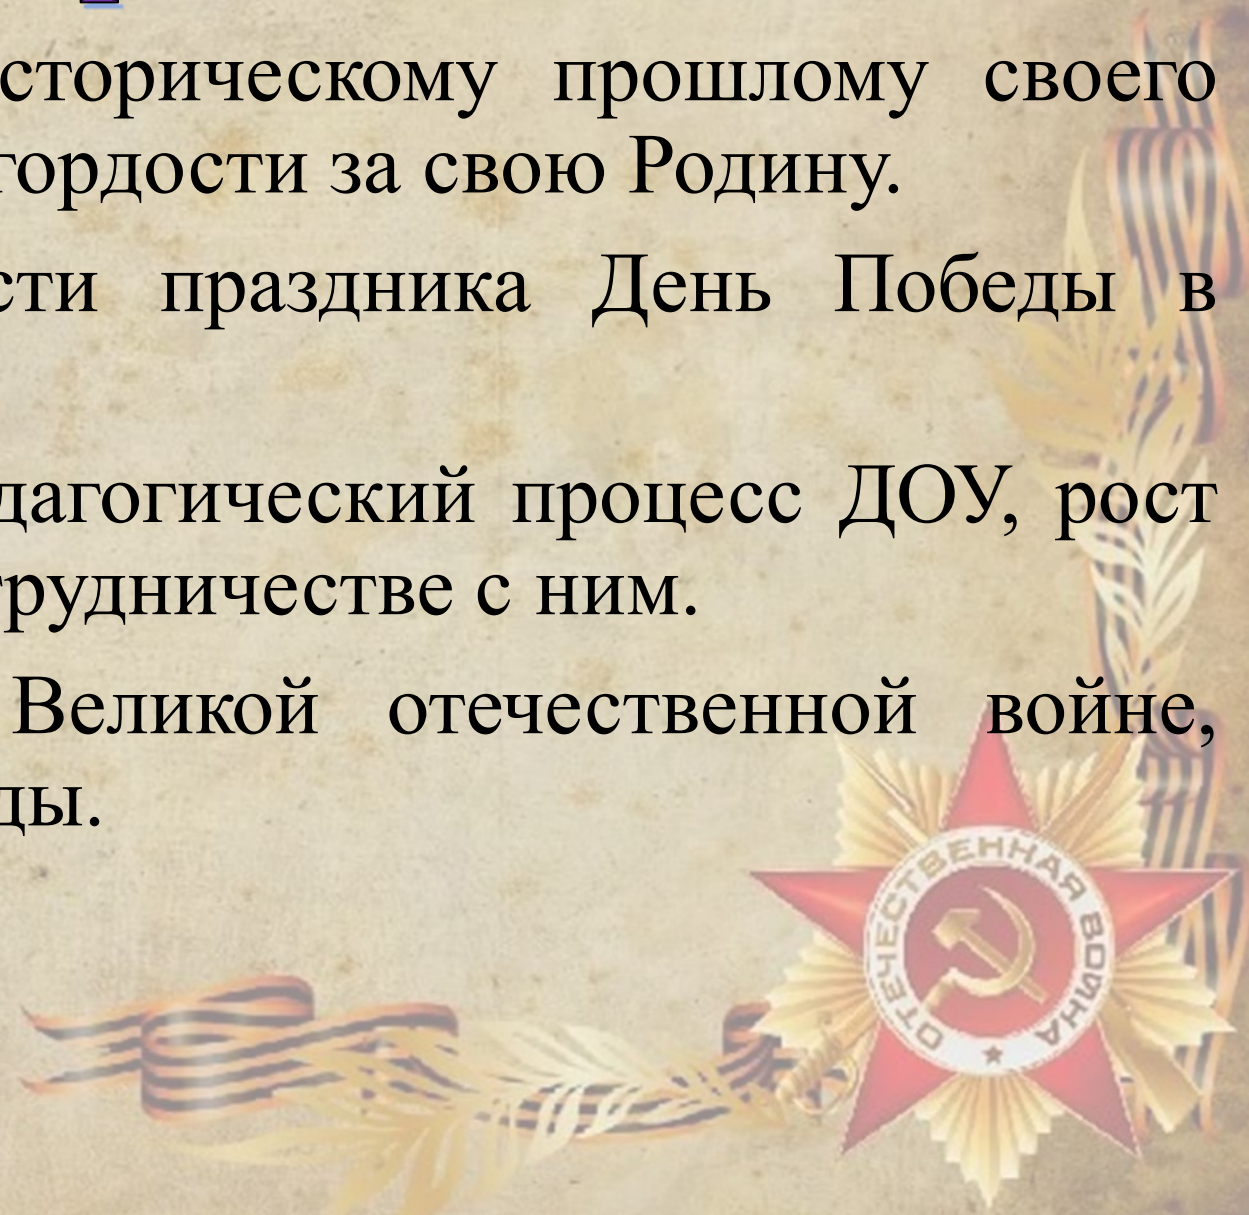 сторическому прошлому своего
гордости за свою Родину.
сти праздника День Победы в
дагогический процесс ДОУ, рост
трудничестве с ним.
Великой отечественной войне,
ды.
ОТЕЧЕСТВЕННАЯ ВОЙНА